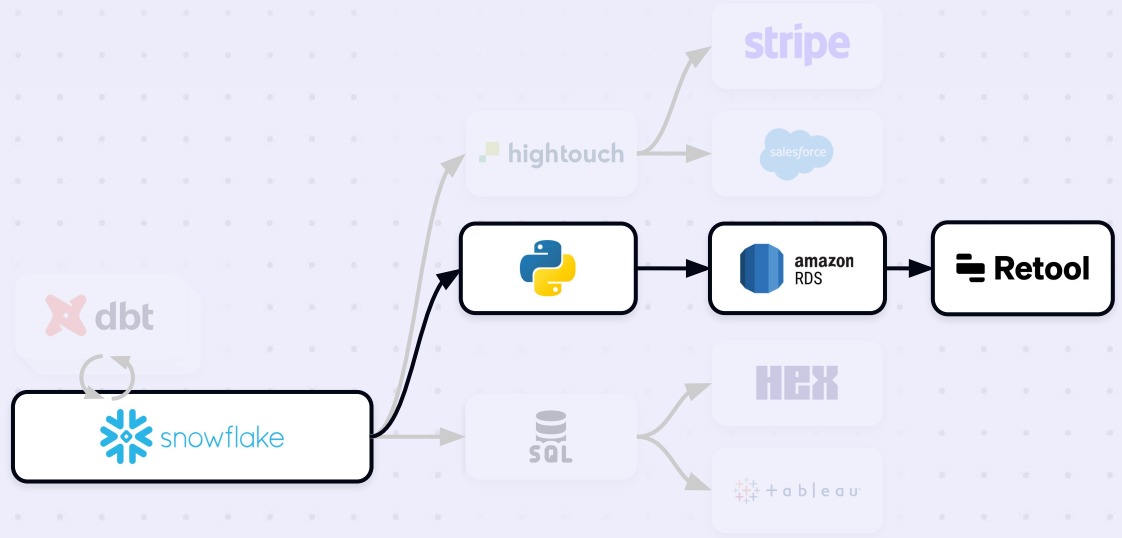 stripe
hightouch
salesforce
amazon
RDS
Retool
dbt
HEX
snowflake
SQL
+ableau